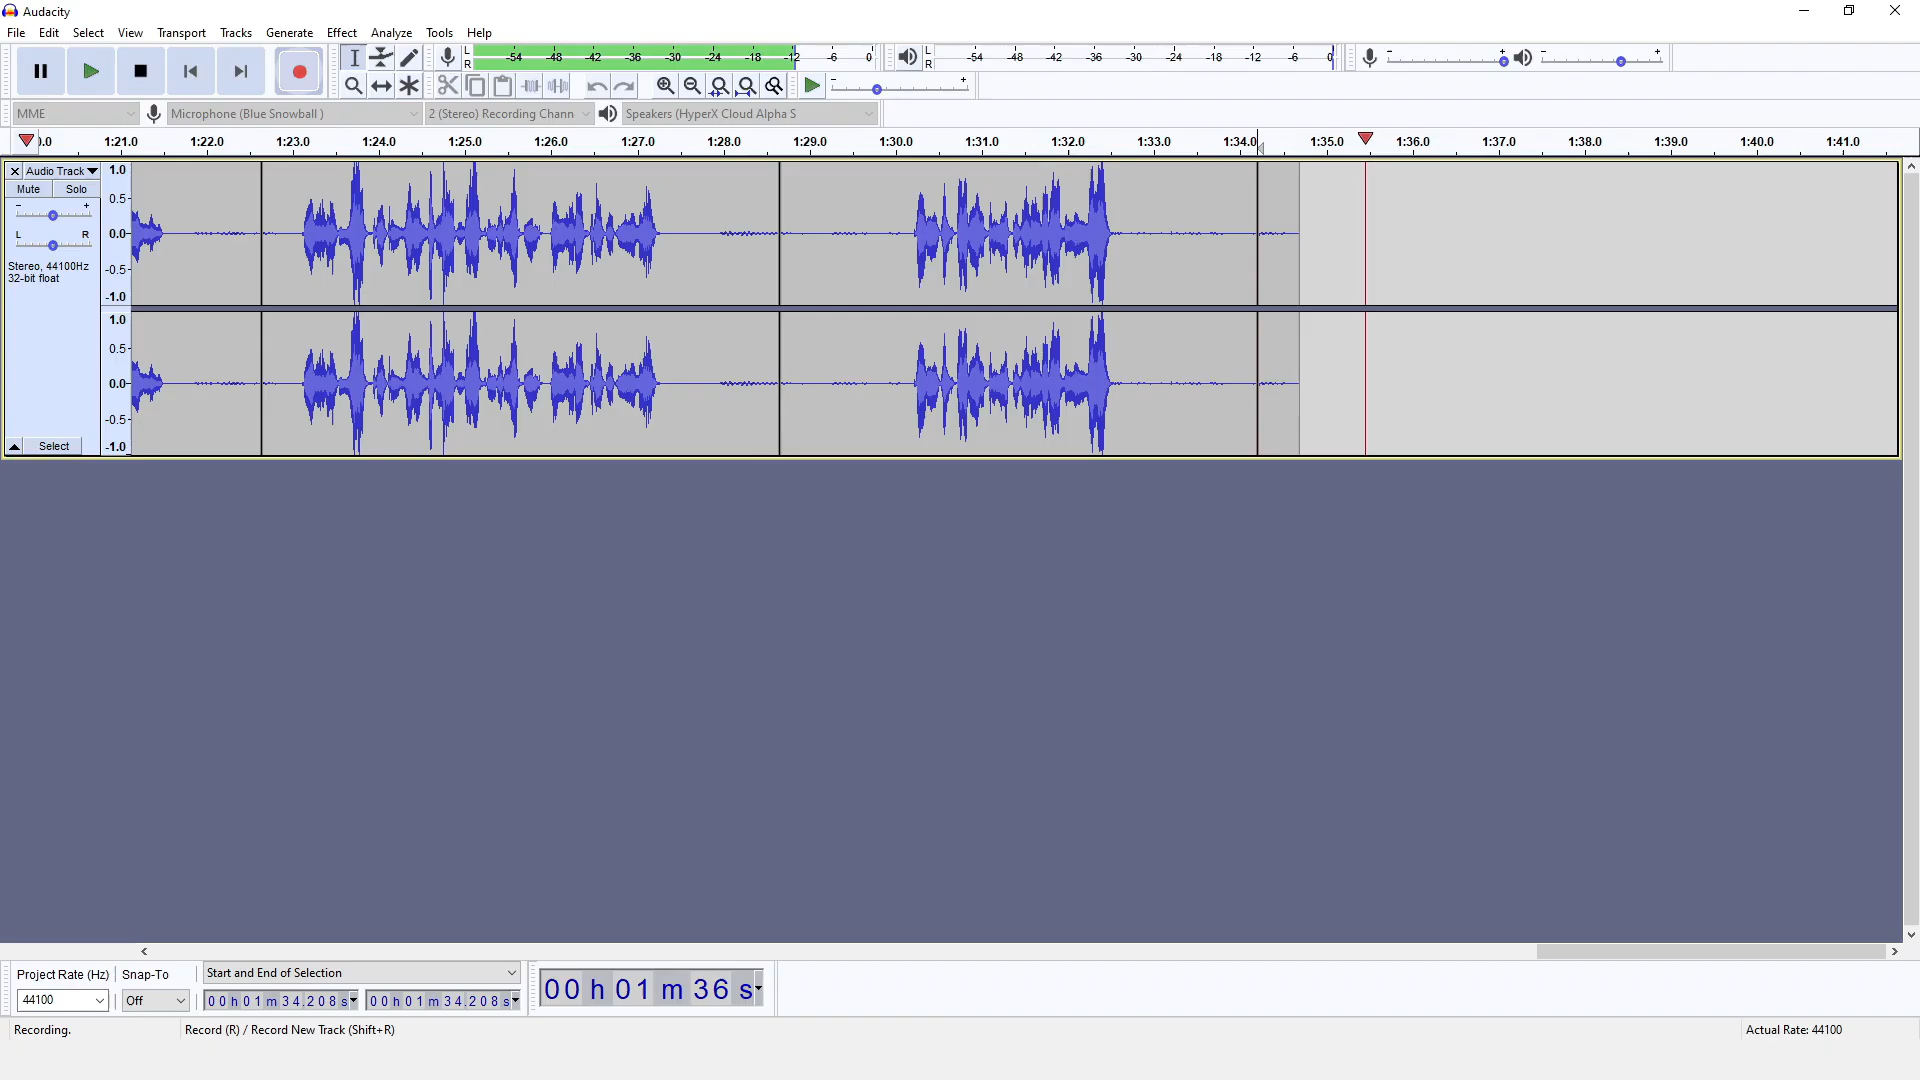 Audacity
File Edit Select View Transport Tracks Generate Effect Analyze Tools Help
L R -54 -48 -42 -36 -30 -24 -18 -12 -6 0
L R -54 -48 -42 -36 -30 -24 -18 -12 -6 0
- + - +
- +
MME Microphone (Blue Snowball ) 2 (Stereo) Recording Chann Speakers (HyperX Cloud Alpha S
0.0 1:21.0 1:22.0 1:23.0 1:24.0 1:25.0 1:26.0 1:27.0 1:28.0 1:29.0 1:30.0 1:31.0 1:32.0 1:33.0 1:34.0 1:35.0 1:36.0 1:37.0 1:38.0 1:39.0 1:40.0 1:41.0
Audio Track
Mute Solo
- +
L R
Stereo, 44100Hz
32-bit float
Select
1.0
0.5-
0.0-
-0.5-
-1.0
1.0
0.5-
0.0-
-0.5-
-1.0
Project Rate (Hz) Snap-To Start and End of Selection
44100 Off 00h01m34.208s 00h01m34.208s
00 h 01 m 36 s
Recording. Record (R) / Record New Track (Shift+R) Actual Rate: 44100